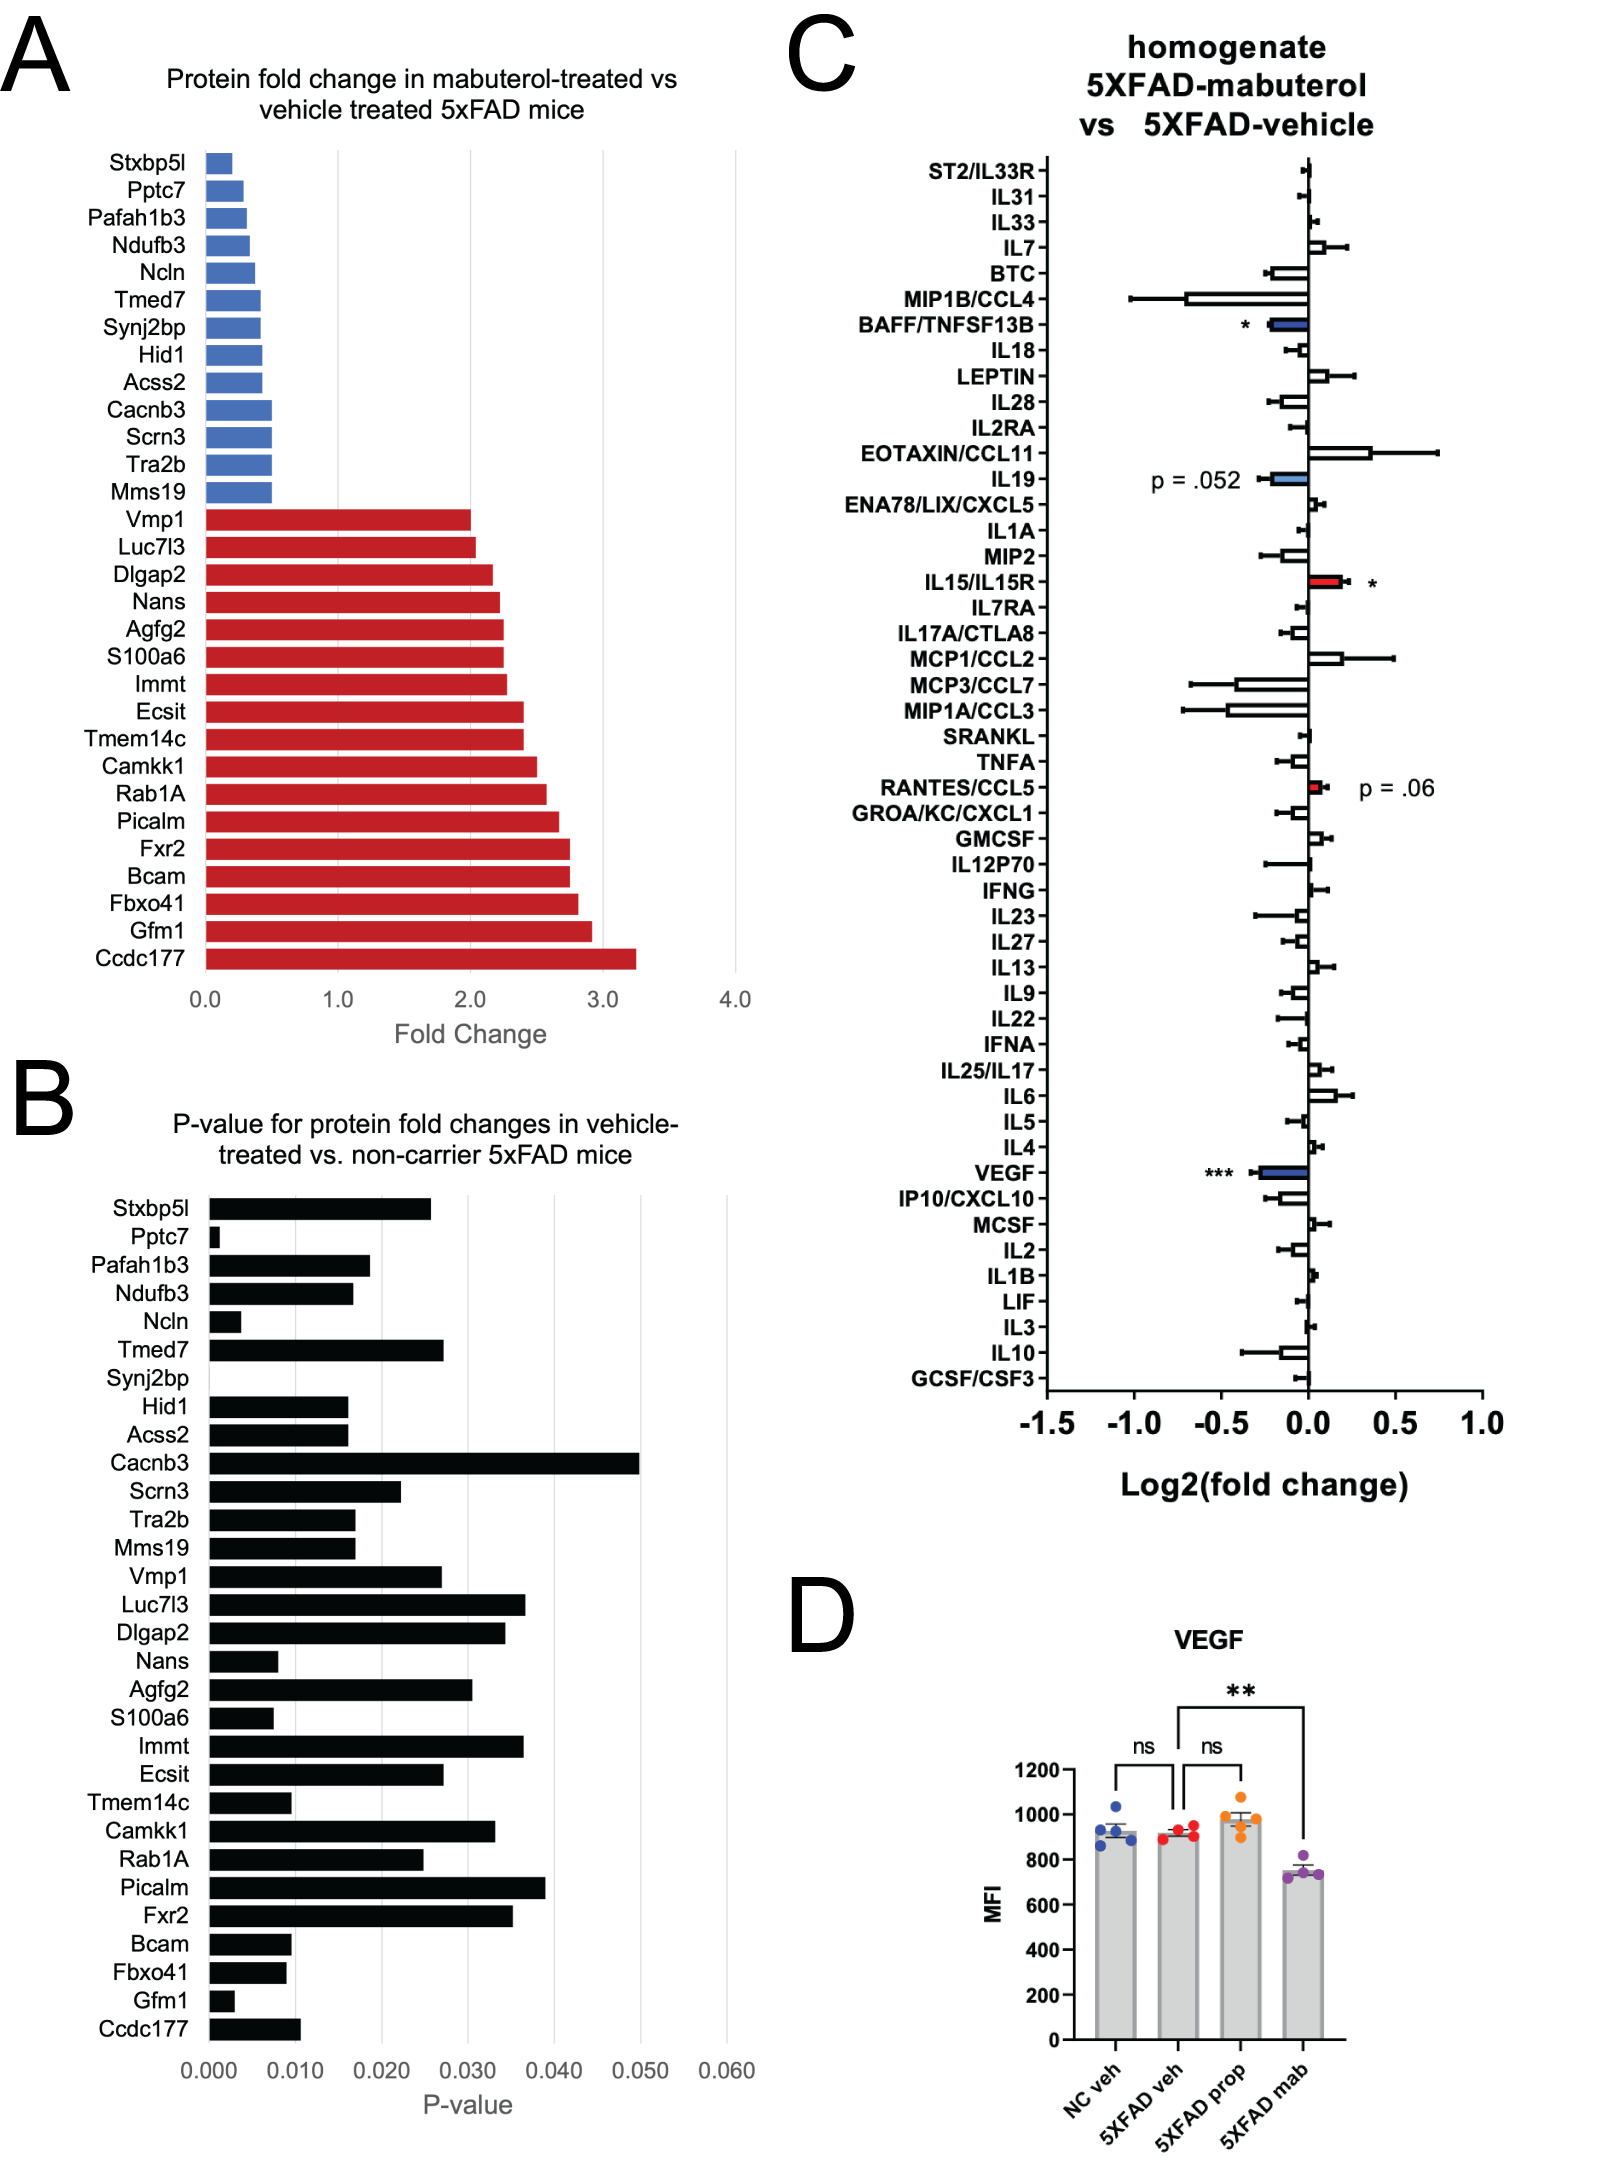 A
Protein fold change in mabuterol-treated vs
vehicle treated 5xFAD mice
Stxbp5l
Pptc7
Pafah1b3
Ndufb3
Ncln
Tmed7
Synj2bp
Hid1
Acss2
Cacnb3
Scrn3
Tra2b
Mms19
Vmp1
Luc7l3
Dlgap2
Nans
Agfg2
S100a6
Immt
Ecsit
Tmem14c
Camkk1
Rab1A
Picalm
Fxr2
Bcam
Fbxo41
Gfm1
Ccdc177
0.0 1.0 2.0 3.0 4.0
Fold Change
B
P-value for protein fold changes in vehicle-
treated vs. non-carrier 5xFAD mice
Stxbp5l
Pptc7
Pafah1b3
Ndufb3
Ncln
Tmed7
Synj2bp
Hid1
Acss2
Cacnb3
Scrn3
Tra2b
Mms19
Vmp1
Luc7l3
Dlgap2
Nans
Agfg2
S100a6
Immt
Ecsit
Tmem14c
Camkk1
Rab1A
Picalm
Fxr2
Bcam
Fbxo41
Gfm1
Ccdc177
0.000 0.010 0.020 0.030 0.040 0.050 0.060
P-value
C
homogenate
5XFAD-mabuterol
vs 5XFAD-vehicle
ST2/IL33R
IL31
IL33
IL7
BTC
MIP1B/CCL4
BAFF/TNFSF13B *
IL18
LEPTIN
IL28
IL2RA
EOTAXIN/CCL11
IL19 p = .052
ENA78/LIX/CXCL5
IL1A
MIP2
IL15/IL15R *
IL7RA
IL17A/CTLA8
MCP1/CCL2
MCP3/CCL7
MIP1A/CCL3
SRANKL
TNFA
RANTES/CCL5 p = .06
GROA/KC/CXCL1
GMCSF
IL12P70
IFNG
IL23
IL27
IL13
IL9
IL22
IFNA
IL25/IL17
IL6
IL5
IL4
VEGF ***
IP10/CXCL10
MCSF
IL2
IL1B
LIF
IL3
IL10
GCSF/CSF3
-1.5 -1.0 -0.5 0.0 0.5 1.0
Log2(fold change)
D
VEGF
**
ns ns
1200
1000
800
600
400
200
0
MFI
NC veh
5XFAD veh
5XFAD prop
5XFAD mab